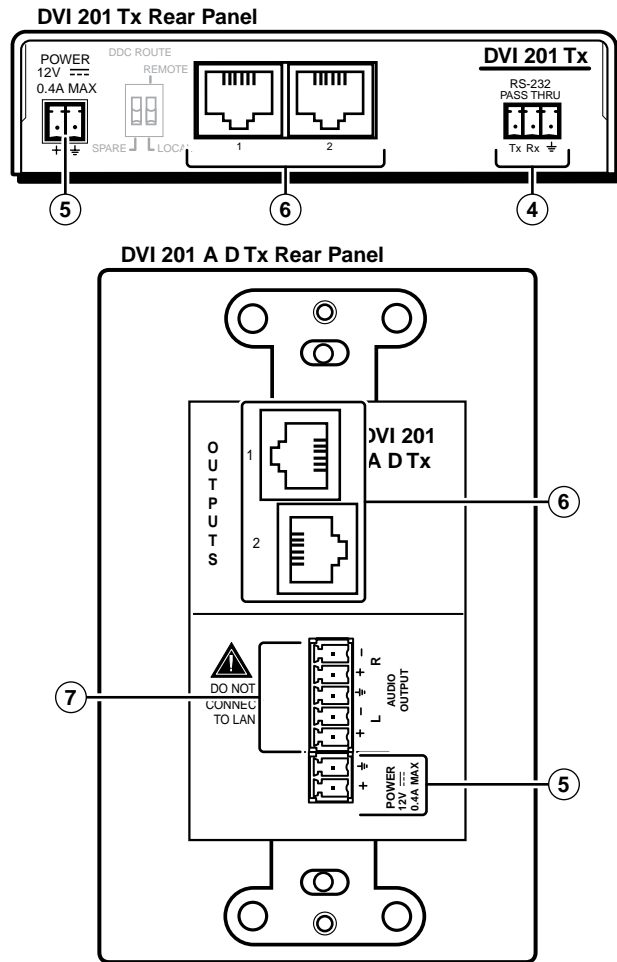 DVI 201 Tx Rear Panel
POWER
12V
0.4A MAX
+
DDC ROUTE
REMOTE
SPARE
LOCA
1
2
DVI 201 Tx
RS-232
PASS THRU
Tx Rx
5
6
4
DVI 201 A D Tx Rear Panel
OUTPUTS
1
2
DVI 201
A D Tx
6
DO NOT
CONNEC
TO LAN
7
- R
+
- L
+
AUDIO
OUTPUT
+
POWER
12V
0.4A MAX
5